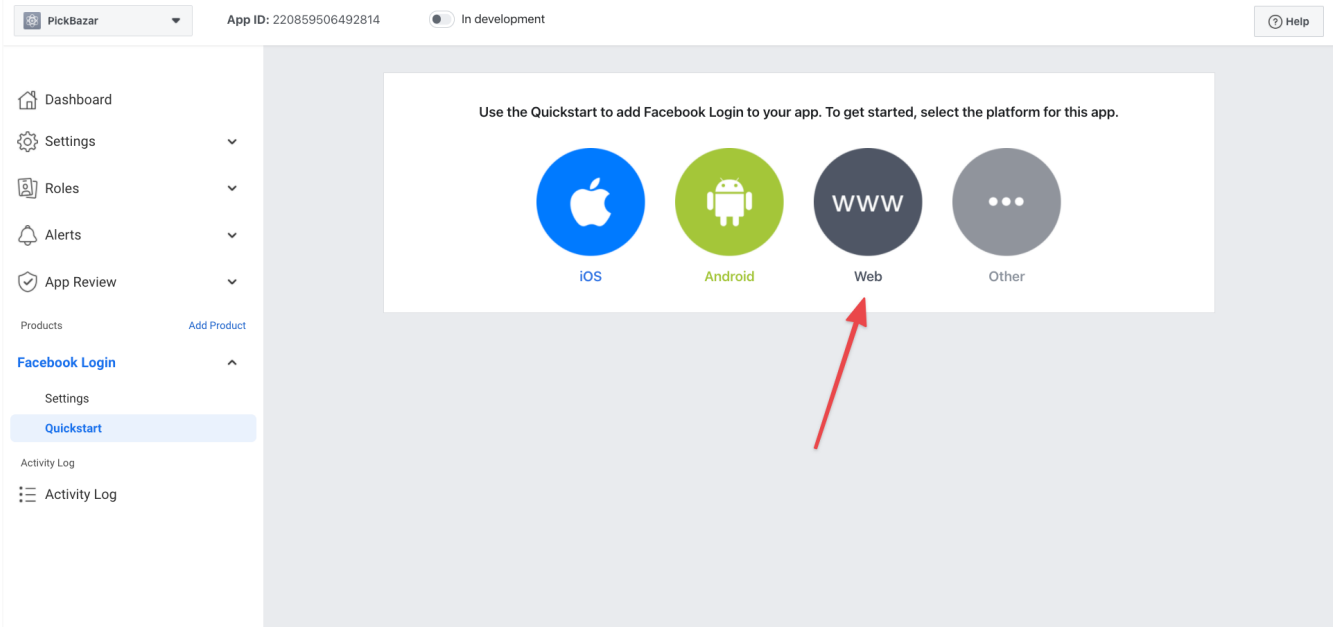 PickBazar
App ID: 220859506492814
In development
Help
Dashboard
Settings
Roles
Alerts
App Review
Products
Add Product
Facebook Login
Settings
Quickstart
Activity Log
Activity Log
Use the Quickstart to add Facebook Login to your app. To get started, select the platform for this app.
www
iOS
Android
Web
Other